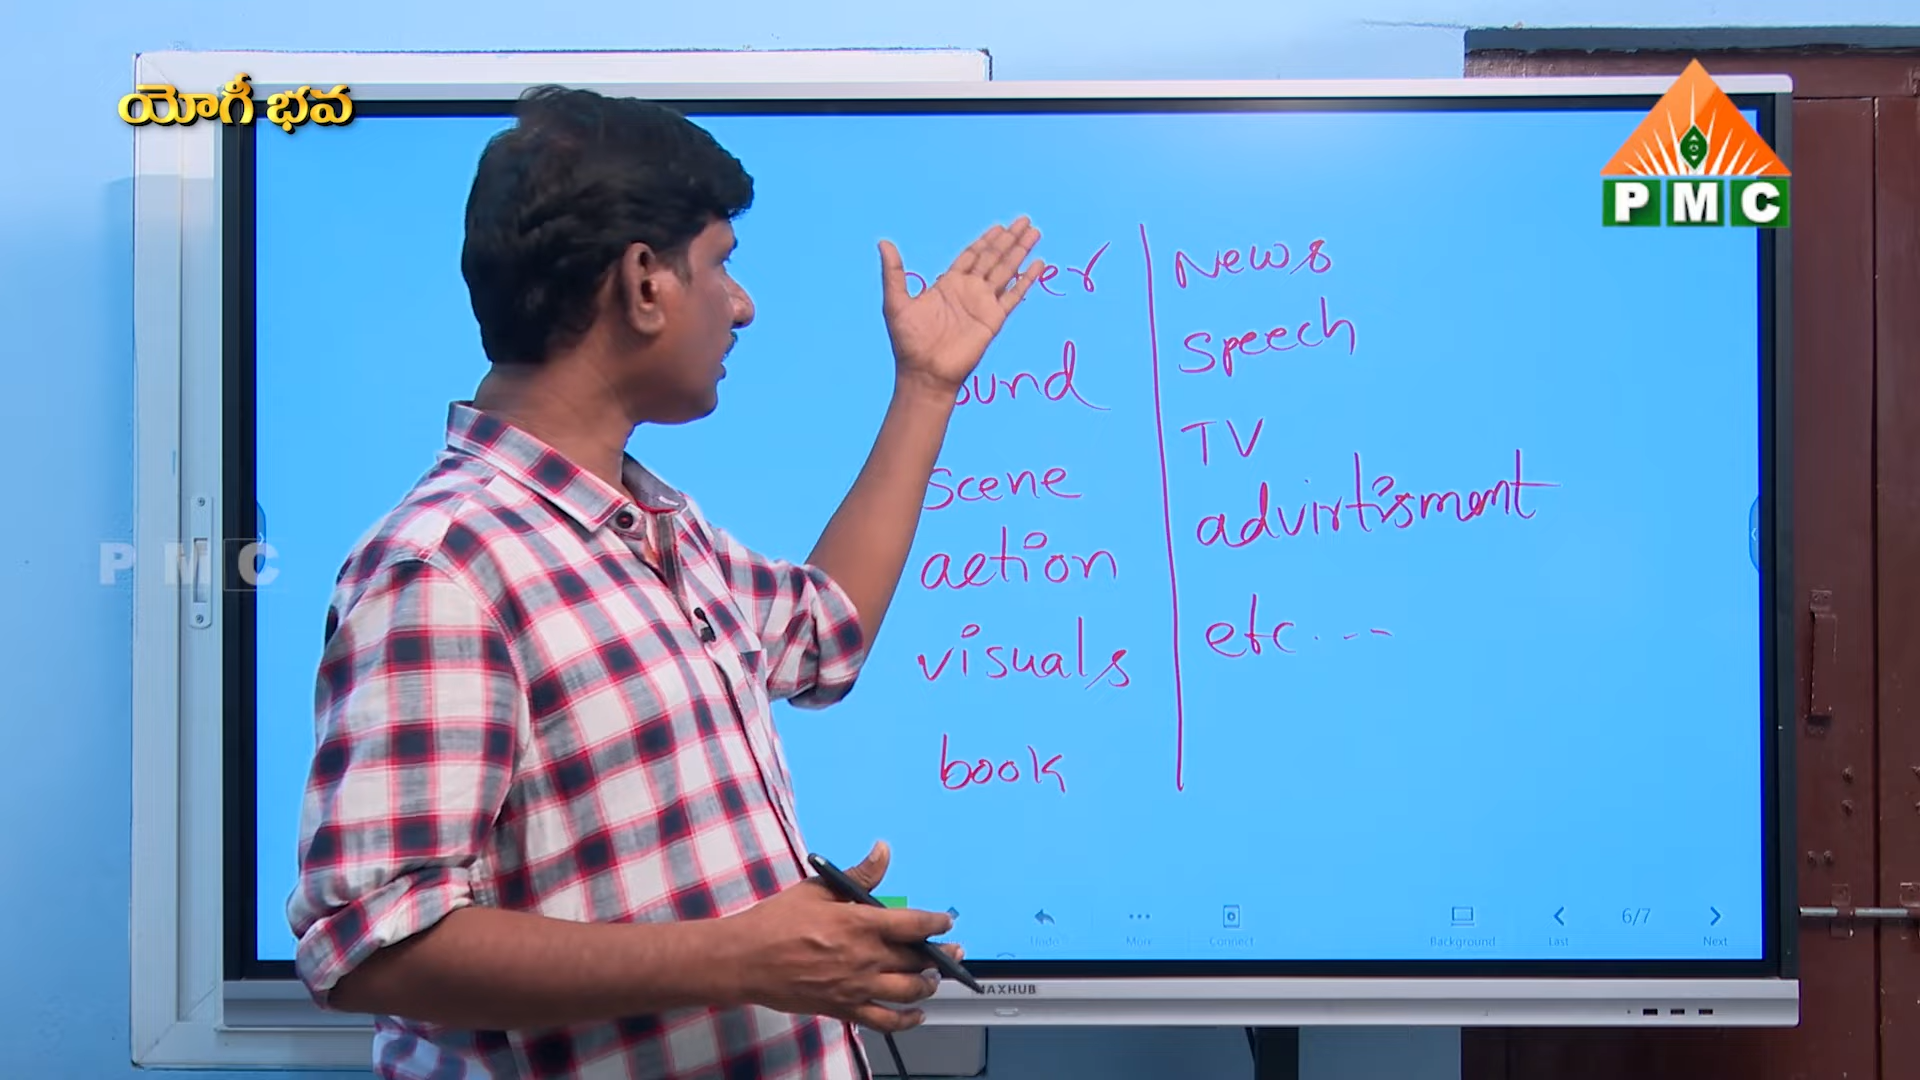 యోగీ భవ
PMC
News
Speech
TV
advirtisment
etc...
scene
action
visuals
book
PMC
Undo
More
Connect
Background
Last
6/7
Next
MAXHUB